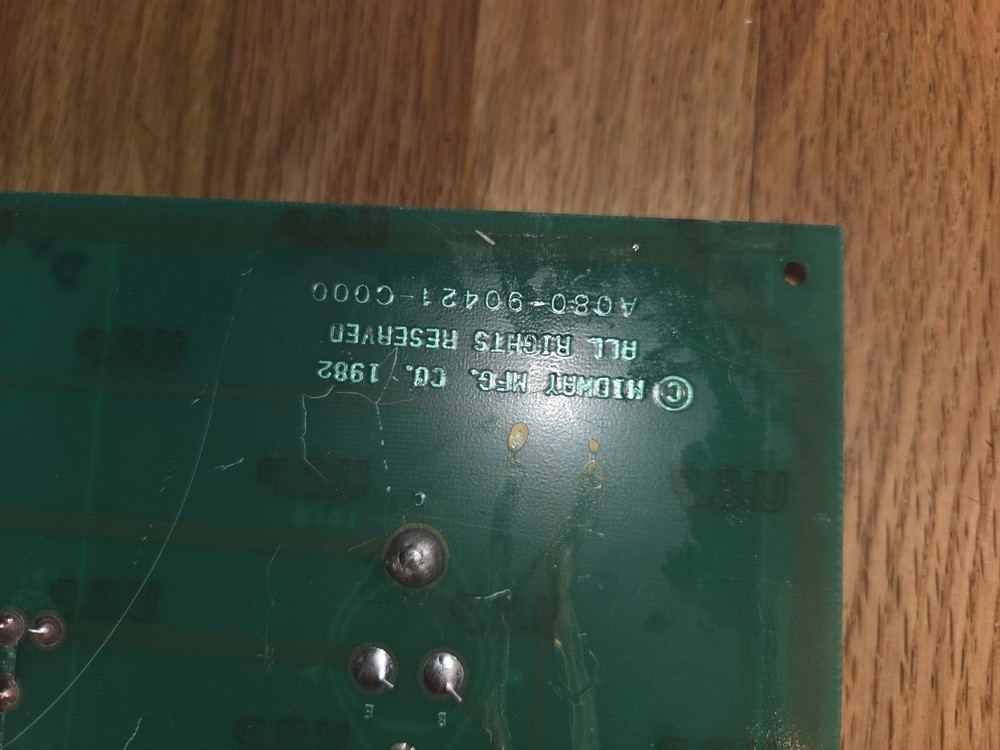 © MIDWAY MFG. CO. 1982
ALL RIGHTS RESERVED
A080-90421-C000
C
B
E